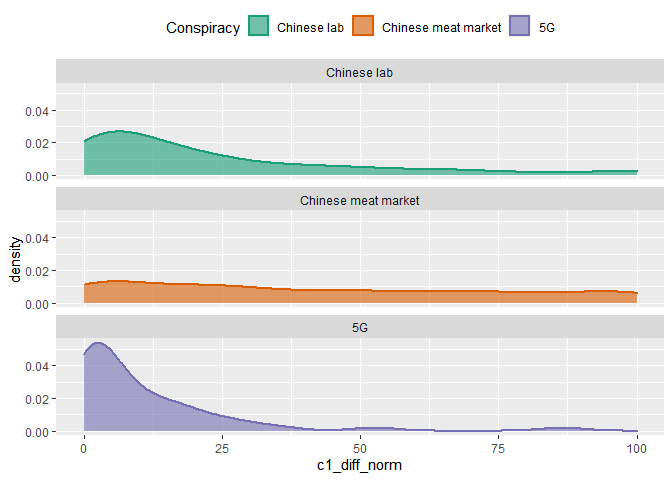 Conspiracy Chinese lab Chinese meat market 5G
Chinese lab
0.04
0.02
0.00
Chinese meat market
0.04
0.02
0.00
density
5G
0.04
0.02
0.00
0 25 50 75 100
c1_diff_norm